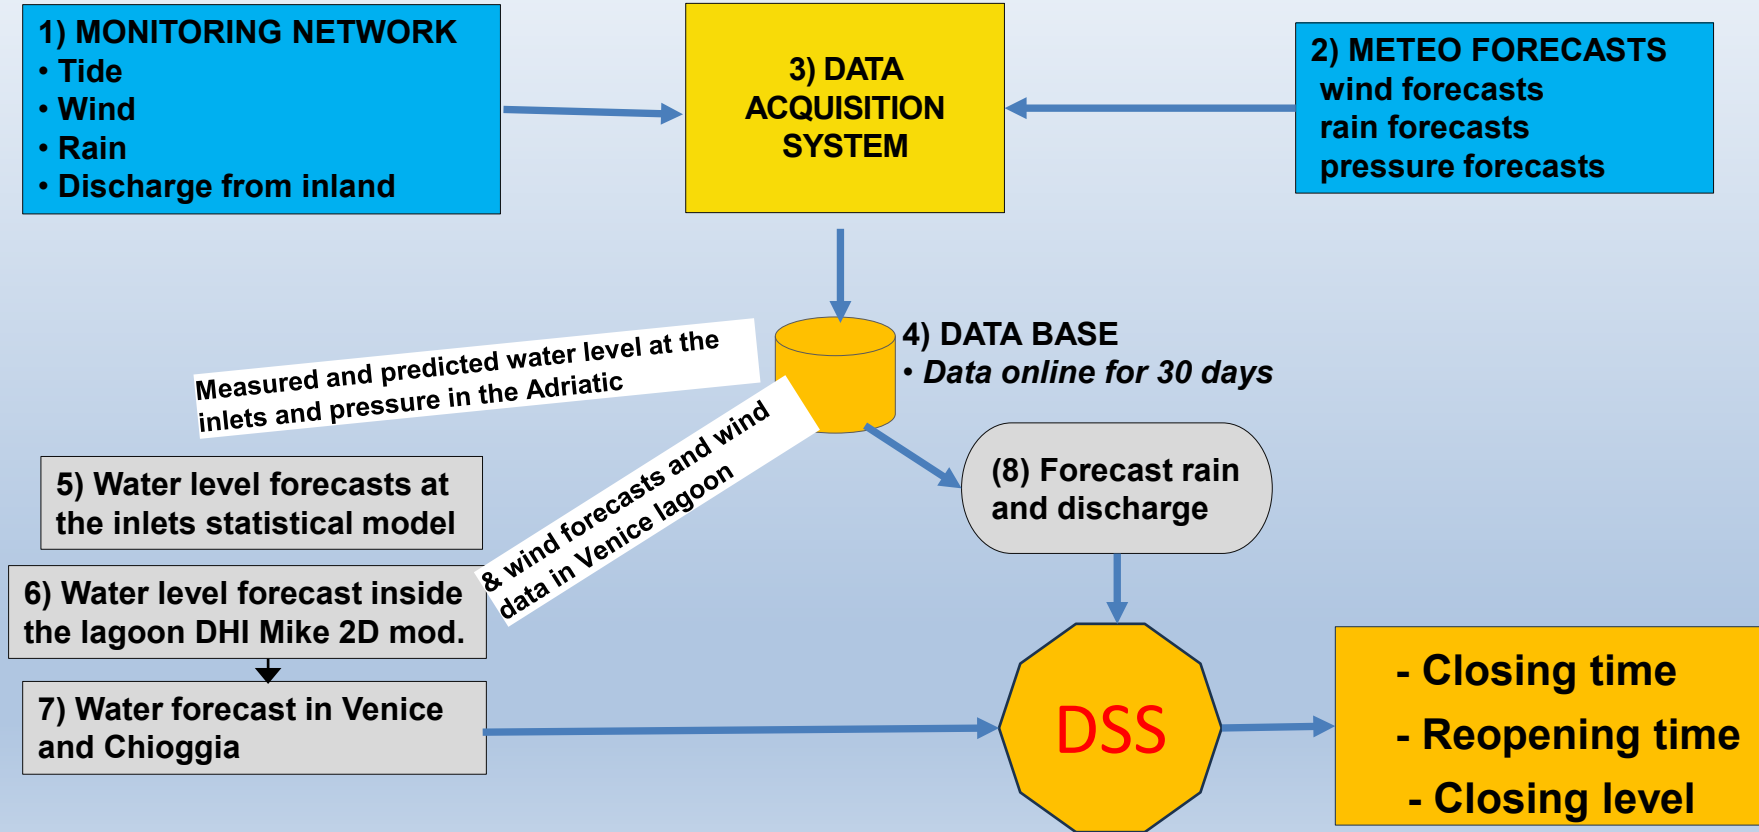 1) MONITORING NETWORK
• Tide
• Wind
• Rain
• Discharge from inland
3) DATA
ACQUISITION
SYSTEM
2) METEO FORECASTS
wind forecasts
rain forecasts
pressure forecasts
4) DATA BASE
• Data online for 30 days
Measured and predicted water level at the
inlets and pressure in the Adriatic
& wind forecasts and wind
data in Venice lagoon
5) Water level forecasts at
the inlets statistical model
6) Water level forecast inside
the lagoon DHI Mike 2D mod.
7) Water forecast in Venice
and Chioggia
(8) Forecast rain
and discharge
DSS
- Closing time
- Reopening time
- Closing level